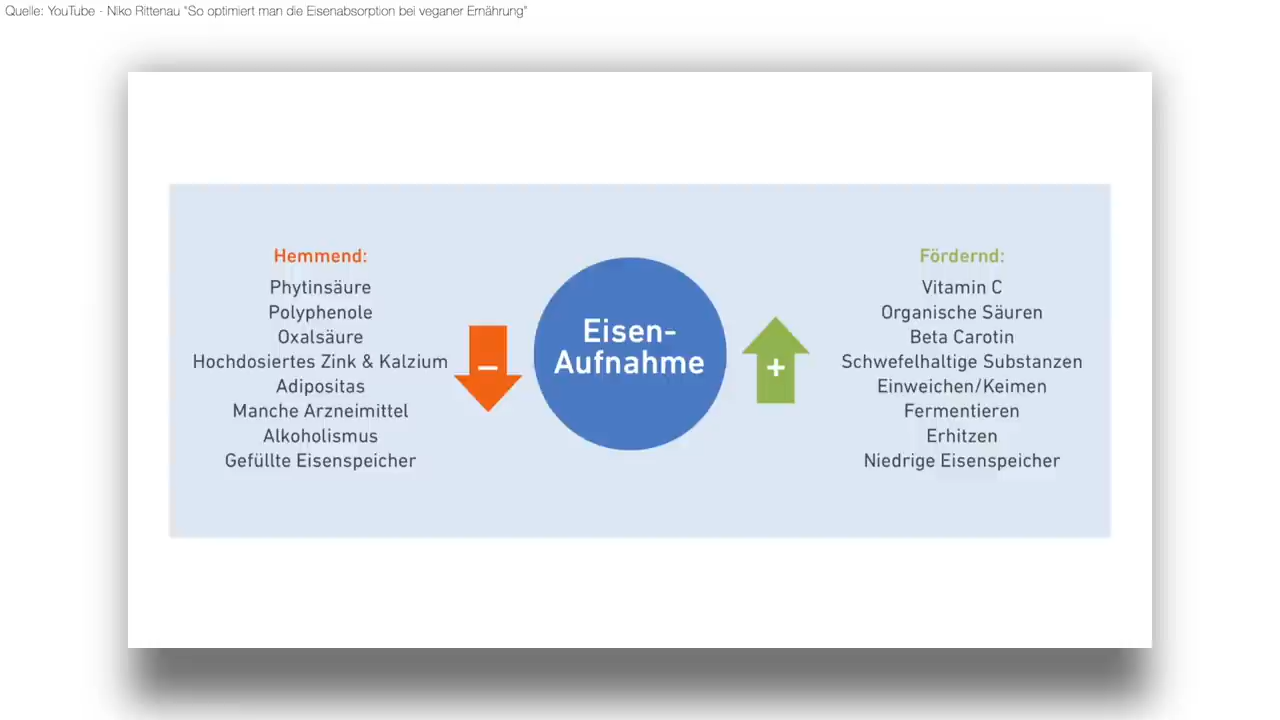 Quelle: YouTube - Niko Rittenau "So optimiert man die Eisenabsorption bei veganer Ernährung"
Hemmend:
Phytinsäure
Polyphenole
Oxalsäure
Hochdosiertes Zink & Kalzium
Adipositas
Manche Arzneimittel
Alkoholismus
Gefüllte Eisenspeicher
–
Eisen-
Aufnahme
+
Fördernd:
Vitamin C
Organische Säuren
Beta Carotin
Schwefelhaltige Substanzen
Einweichen/Keimen
Fermentieren
Erhitzen
Niedrige Eisenspeicher